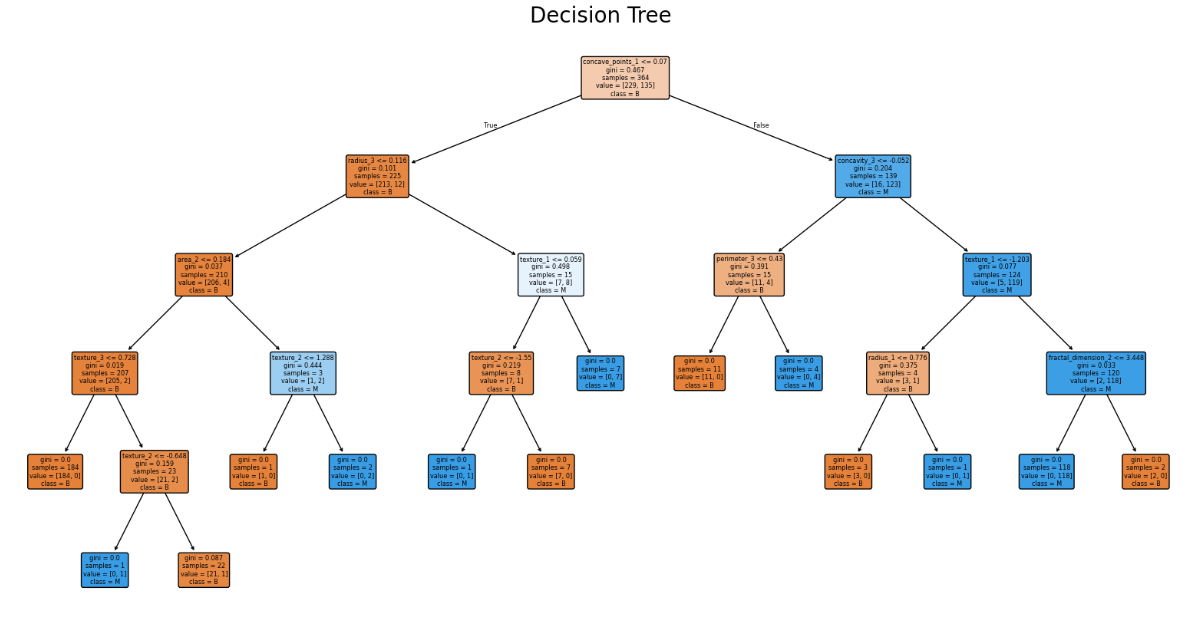 Decision Tree
concave_points_1 <= 0.07
gini = 0.467
samples = 364
value = [229, 135]
class = B
True
False
radius_3 <= 0.116
gini = 0.101
samples = 225
value = [213, 12]
class = B
concavity_3 <= -0.052
gini = 0.204
samples = 139
value = [16, 123]
class = M
area_2 <= 0.184
gini = 0.037
samples = 210
value = [206, 4]
class = B
texture_1 <= 0.059
gini = 0.498
samples = 15
value = [7, 8]
class = M
perimeter_3 <= 0.43
gini = 0.391
samples = 15
value = [11, 4]
class = B
texture_1 <= -1.203
gini = 0.077
samples = 124
value = [5, 119]
class = M
texture_3 <= 0.728
gini = 0.019
samples = 207
value = [205, 2]
class = B
texture_2 <= 1.288
gini = 0.444
samples = 3
value = [1, 2]
class = M
texture_2 <= -1.55
gini = 0.219
samples = 8
value = [7, 1]
class = B
gini = 0.0
samples = 7
value = [0, 7]
class = M
gini = 0.0
samples = 11
value = [11, 0]
class = B
gini = 0.0
samples = 4
value = [0, 4]
class = M
radius_1 <= 0.776
gini = 0.375
samples = 4
value = [3, 1]
class = B
fractal_dimension_2 <= 3.448
gini = 0.033
samples = 120
value = [2, 118]
class = M
gini = 0.0
samples = 184
value = [184, 0]
class = B
texture_2 <= -0.648
gini = 0.159
samples = 23
value = [21, 2]
class = B
gini = 0.0
samples = 1
value = [1, 0]
class = B
gini = 0.0
samples = 2
value = [0, 2]
class = M
gini = 0.0
samples = 1
value = [0, 1]
class = M
gini = 0.0
samples = 7
value = [7, 0]
class = B
gini = 0.0
samples = 3
value = [3, 0]
class = B
gini = 0.0
samples = 1
value = [0, 1]
class = M
gini = 0.0
samples = 118
value = [0, 118]
class = M
gini = 0.0
samples = 2
value = [2, 0]
class = B
gini = 0.0
samples = 1
value = [0, 1]
class = M
gini = 0.087
samples = 22
value = [21, 1]
class = B